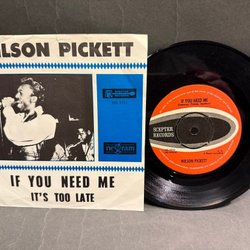 WILSON PICKETT
negram
IF YOU NEED ME
IT'S TOO LATE
IF YOU NEED ME
SCEPTER
RECORDS
WILSON PICKETT